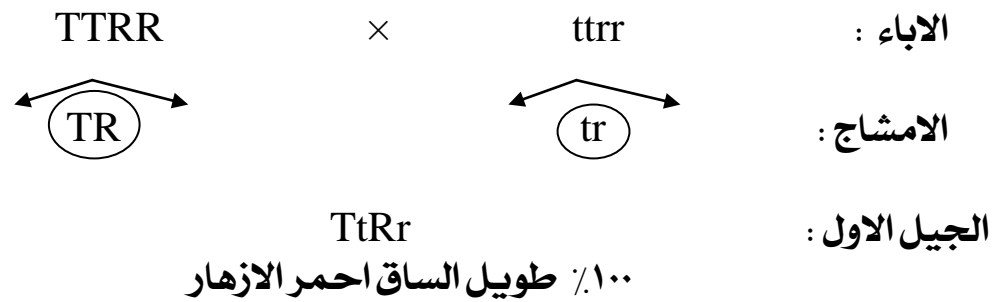 الاباء : ttrr × TTRR
الامشاج : tr TR
الجيل الاول : TtRr
١٠٠٪ طويل الساق احمر الازهار